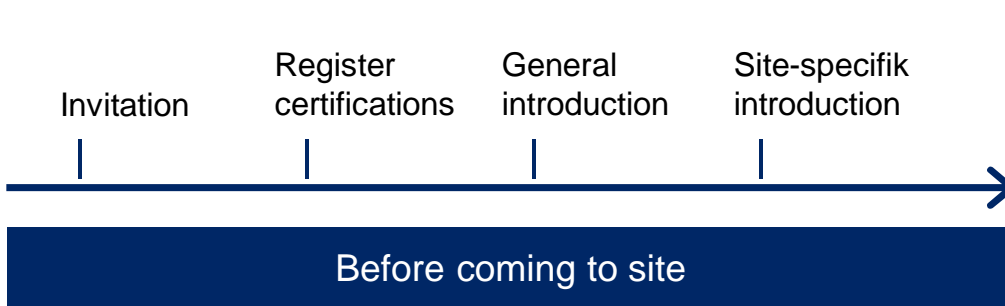 Invitation
Register
certifications
General
introduction
Site-specifik
introduction
Before coming to site